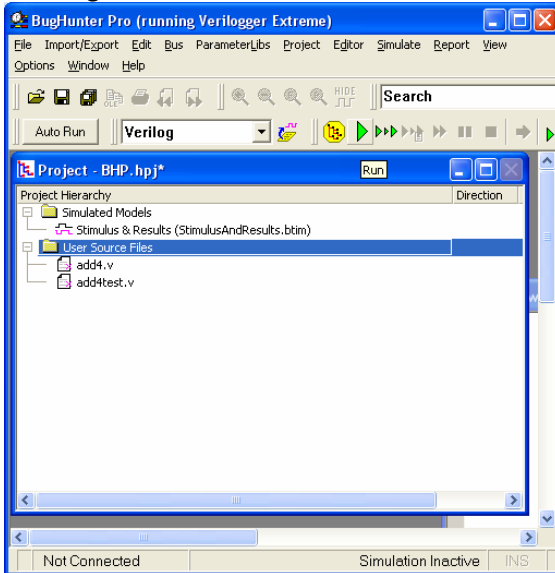 BugHunter Pro (running Verilogger Extreme)
File Import/Export Edit Bus ParameterLibs Project Editor Simulate Report View
Options Window Help
HIDE Search
Auto Run Verilog
Project - BHP.hpj* Run
Project Hierarchy Direction
Simulated Models
Stimulus & Results (StimulusAndResults.btim)
User Source Files
add4.v
add4test.v
Not Connected Simulation Inactive INS